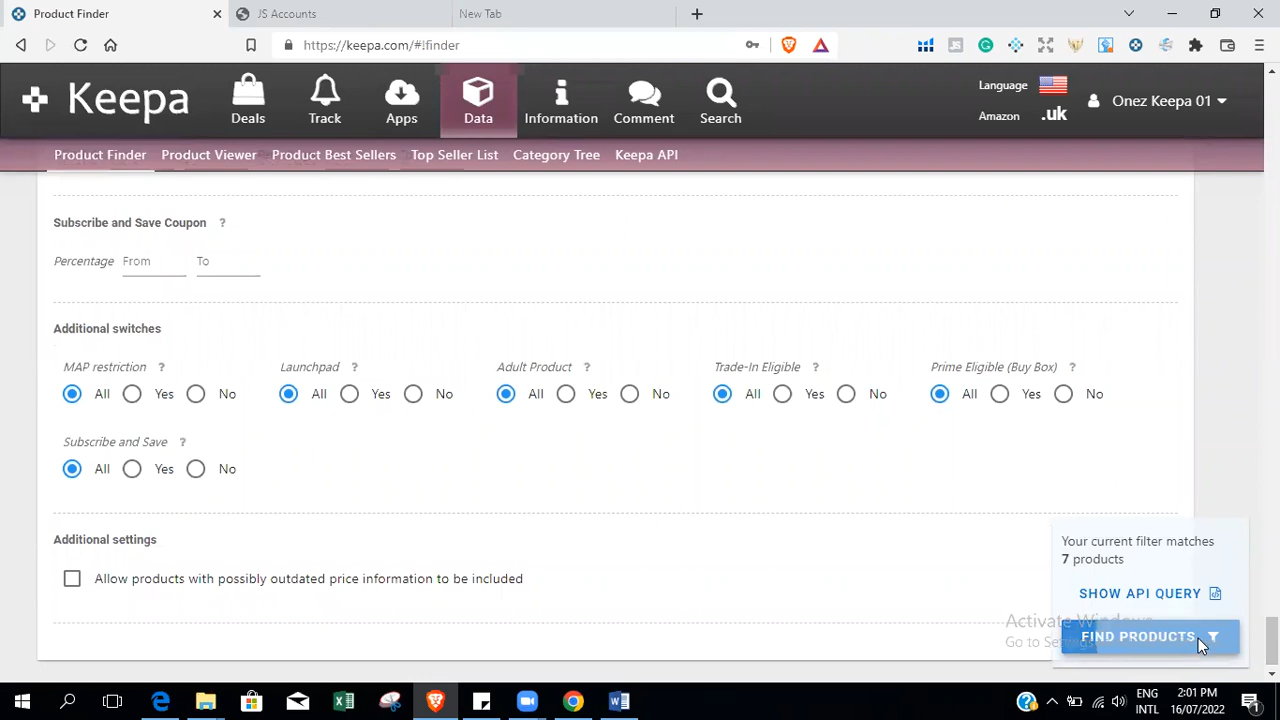 Product Finder
JS Accounts
New Tab
https://keepa.com/#!finder
Keepa
Deals
Track
Apps
Data
Information
Comment
Search
Language
Amazon .uk
Onez Keepa 01
Product Finder Product Viewer Product Best Sellers Top Seller List Category Tree Keepa API
Subscribe and Save Coupon ?
Percentage From To
Additional switches
MAP restriction ? Launchpad ? Adult Product ? Trade-In Eligible ? Prime Eligible (Buy Box) ?
All Yes No All Yes No All Yes No All Yes No All Yes No
Subscribe and Save ?
All Yes No
Additional settings
Your current filter matches
7 products
Allow products with possibly outdated price information to be included
SHOW API QUERY
Activate Windows
FIND PRODUCTS
Go to Settings
ENG
INTL
2:01 PM
16/07/2022
1